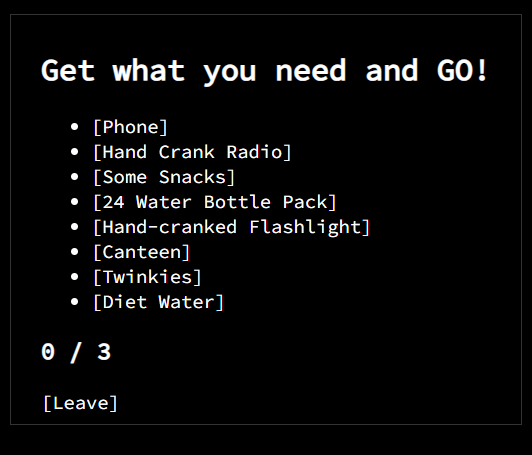 Get what you need and GO!
• [Phone]
• [Hand Crank Radio]
• [Some Snacks]
• [24 Water Bottle Pack]
• [Hand-cranked Flashlight]
• [Canteen]
• [Twinkies]
• [Diet Water]
0 / 3
[Leave]